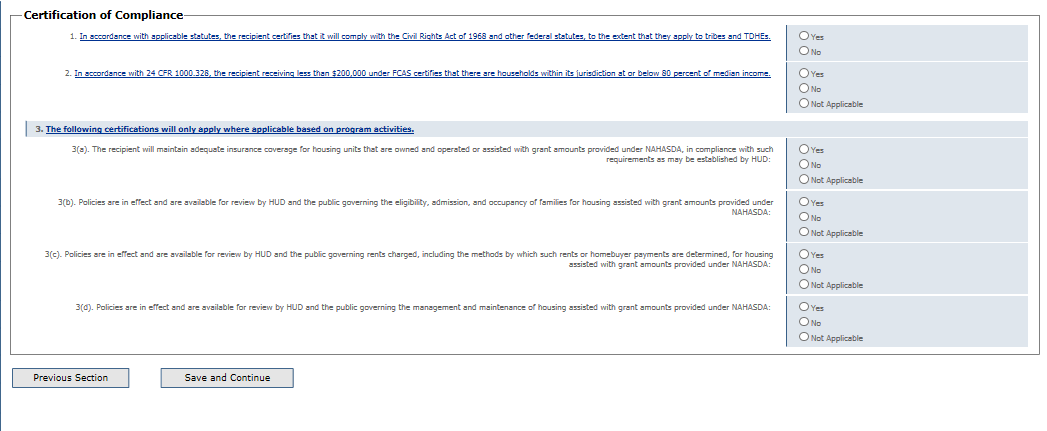 Certification of Compliance
1. In accordance with applicable statutes, the recipient certifies that it will comply with the Civil Rights Act of 1968 and other federal statutes, to the extent that they apply to tribes and TDHEs.
Yes
No
2. In accordance with 24 CFR 1000.328, the recipient receiving less than $200,000 under FCAS certifies that there are households within its jurisdiction at or below 80 percent of median income.
Yes
No
Not Applicable
3. The following certifications will only apply where applicable based on program activities.
3(a). The recipient will maintain adequate insurance coverage for housing units that are owned and operated or assisted with grant amounts provided under NAHASDA, in compliance with such
requirements as may be established by HUD:
Yes
No
Not Applicable
3(b). Policies are in effect and are available for review by HUD and the public governing the eligibility, admission, and occupancy of families for housing assisted with grant amounts provided under
NAHASDA:
Yes
No
Not Applicable
3(c). Policies are in effect and are available for review by HUD and the public governing rents charged, including the methods by which such rents or homebuyer payments are determined, for housing
assisted with grant amounts provided under NAHASDA:
Yes
No
Not Applicable
3(d). Policies are in effect and are available for review by HUD and the public governing the management and maintenance of housing assisted with grant amounts provided under NAHASDA:
Yes
No
Not Applicable
Previous Section
Save and Continue